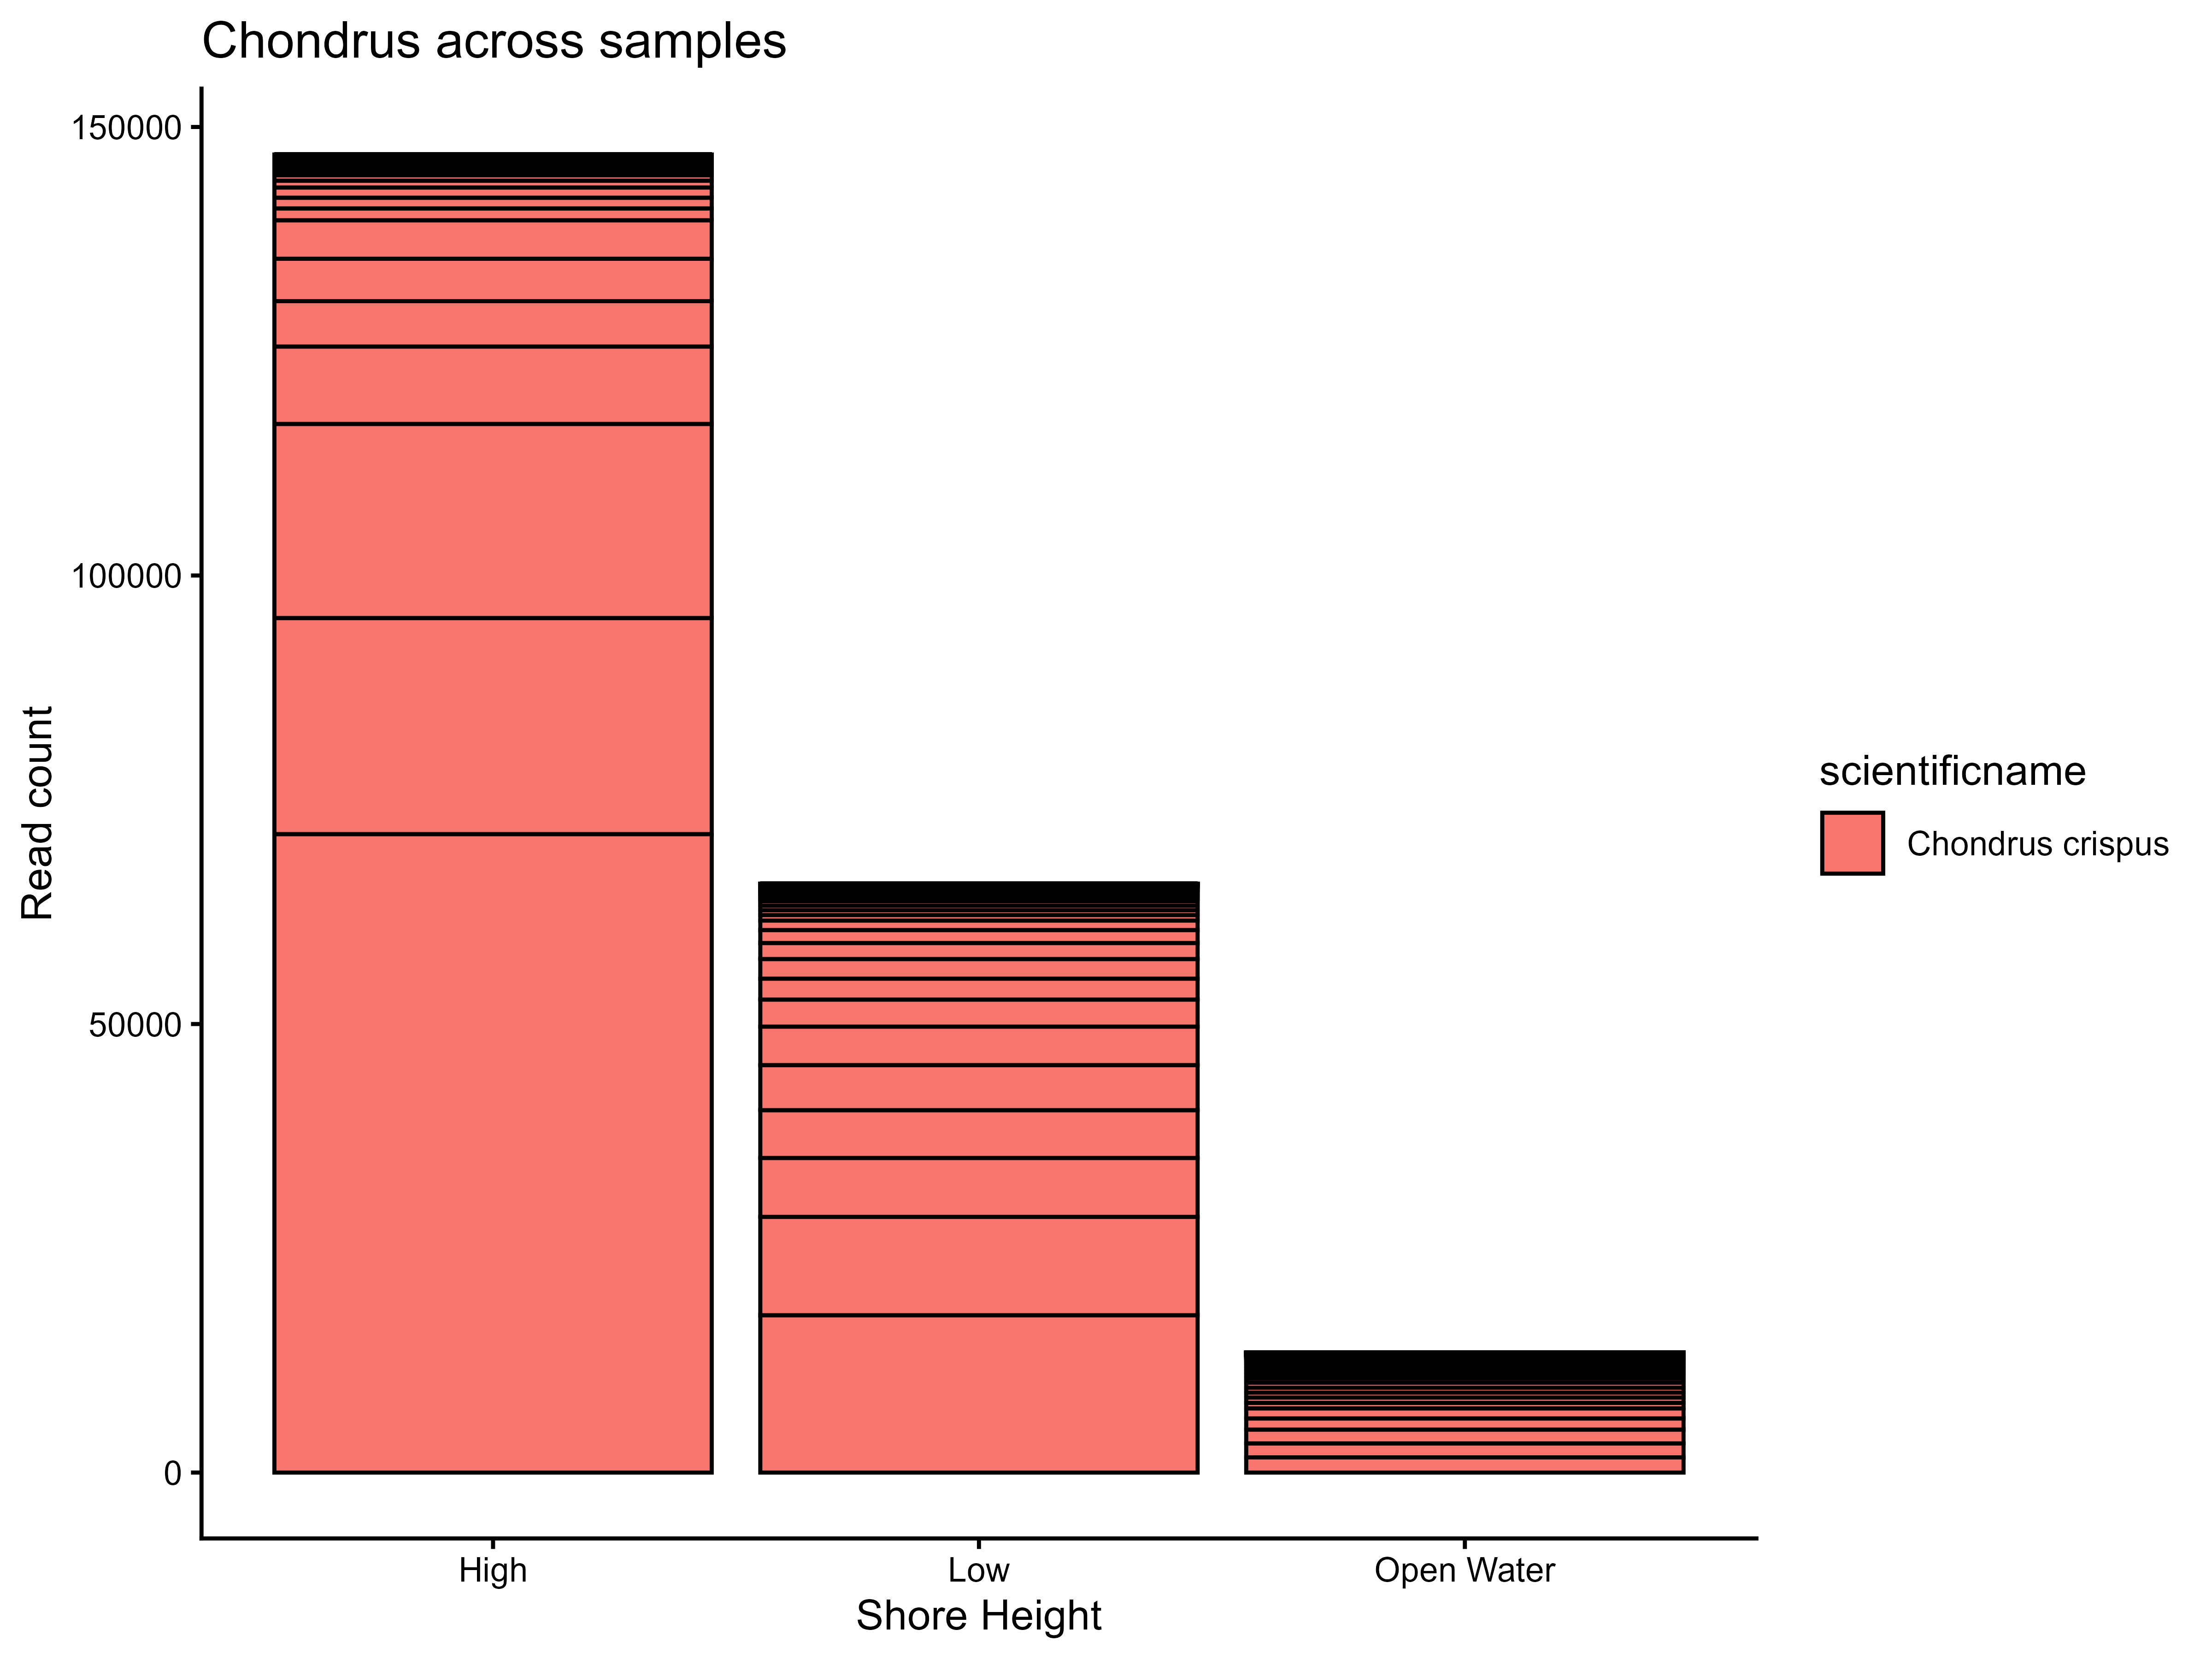 Chondrus across samples
150000
100000
50000
0
Read count
High
Low
Open Water
Shore Height
scientificname
Chondrus crispus